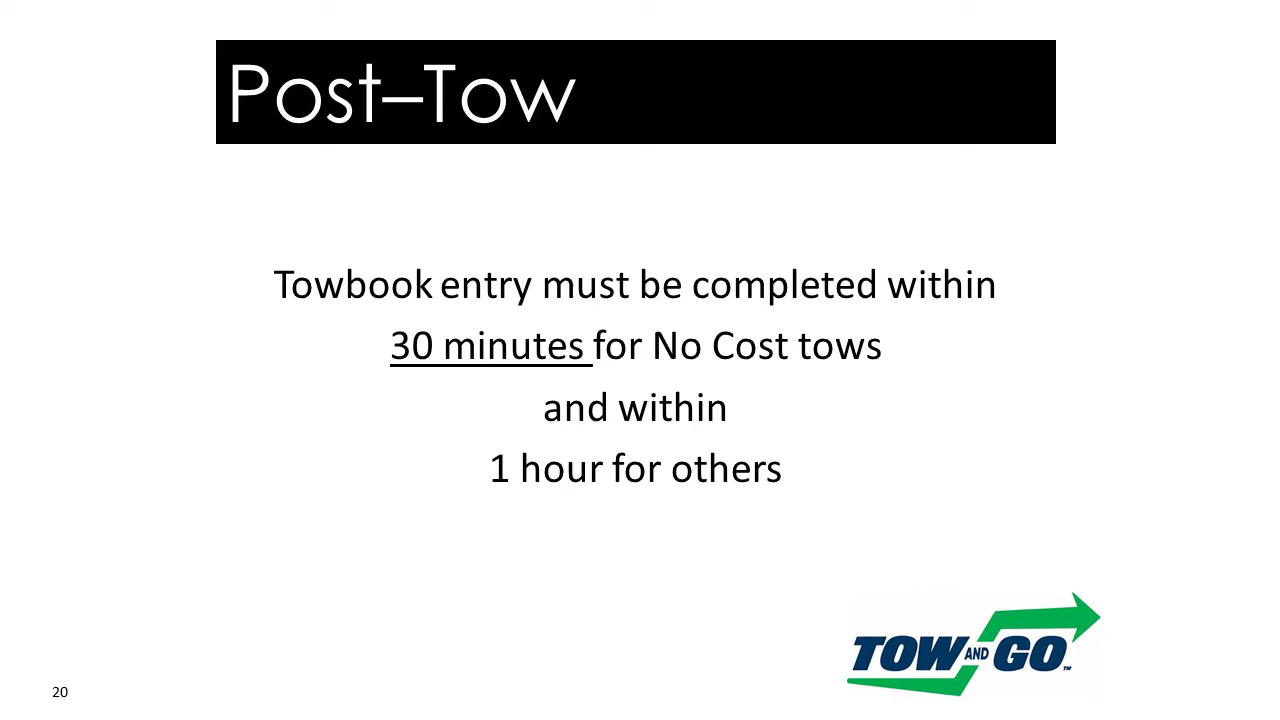 Post–Tow
Towbook entry must be completed within
30 minutes for No Cost tows
and within
1 hour for others
TOW AND GO™
20